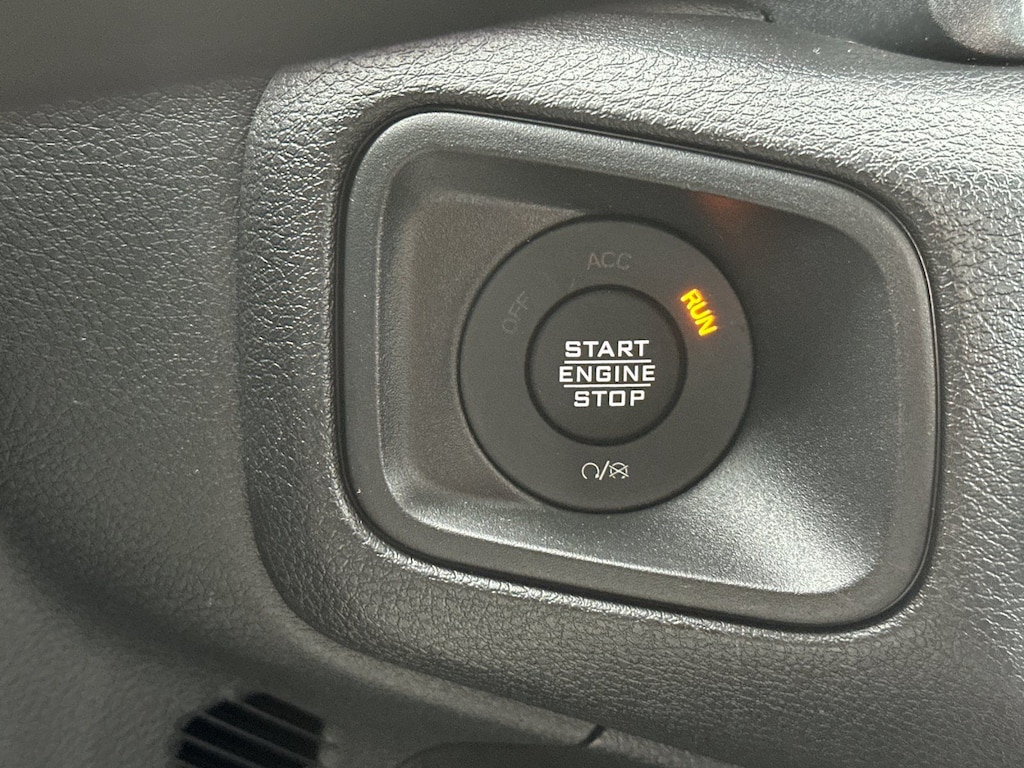 ACC
OFF
RUN
START
ENGINE
STOP